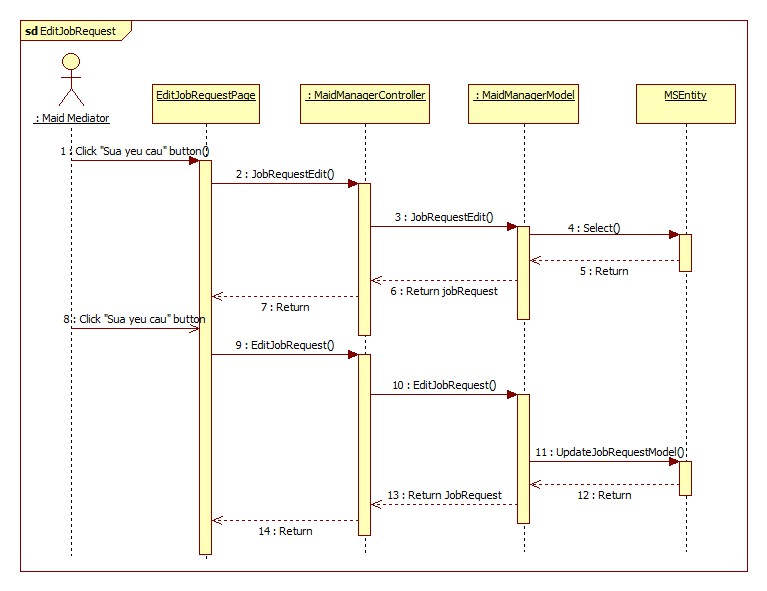 sd EditJobRequest
: Maid Mediator
EditJobRequestPage
: MaidManagerController
: MaidManagerModel
MSEntity
1 : Click "Sua yeu cau" button()
2 : JobRequestEdit()
3 : JobRequestEdit()
4 : Select()
5 : Return
6 : Return jobRequest
7 : Return
8 : Click "Sua yeu cau" button
9 : EditJobRequest()
10 : EditJobRequest()
11 : UpdateJobRequestModel()
12 : Return
13 : Return JobRequest
14 : Return